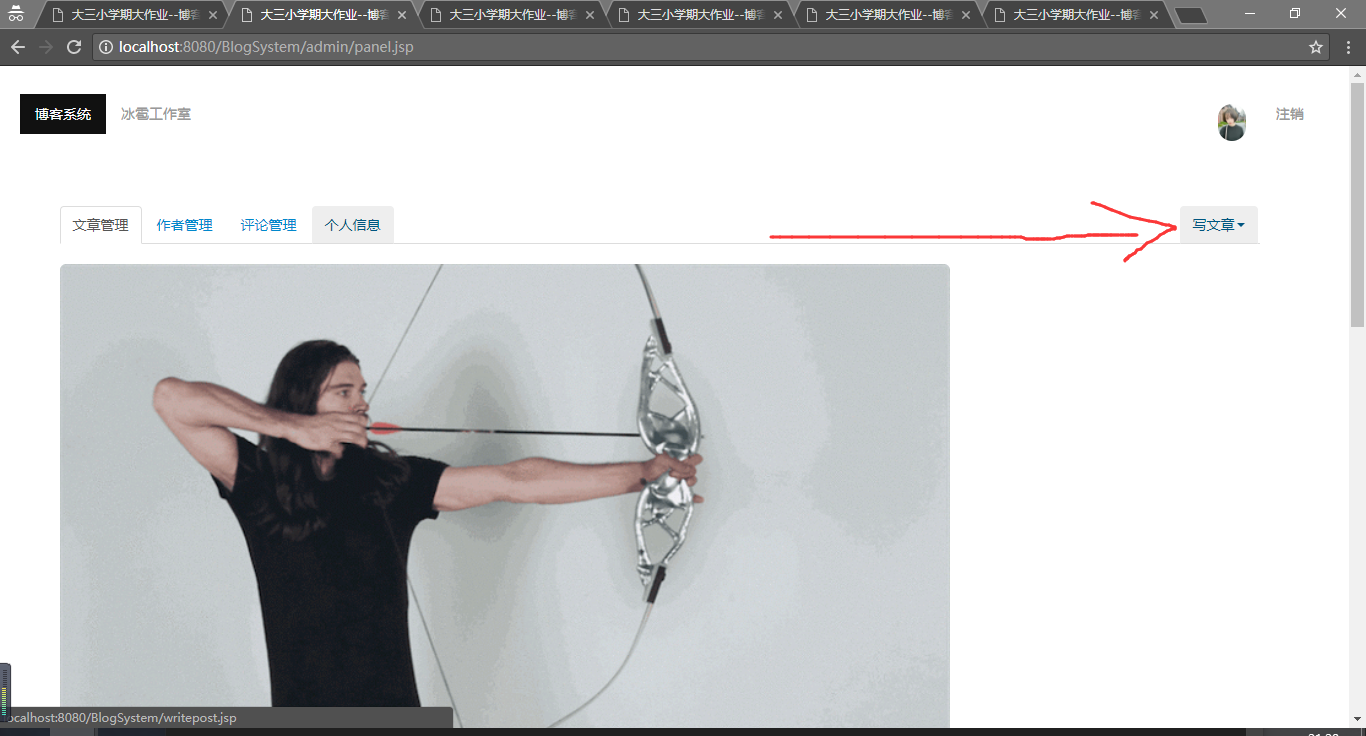 大三小学期大作业--博客 大三小学期大作业--博客 大三小学期大作业--博客 大三小学期大作业--博客 大三小学期大作业--博客 大三小学期大作业--博客
localhost:8080/BlogSystem/admin/panel.jsp
博客系统 冰雹工作室 注销
文章管理 作者管理 评论管理 个人信息 写文章
ocalhost:8080/BlogSystem/writepost.jsp